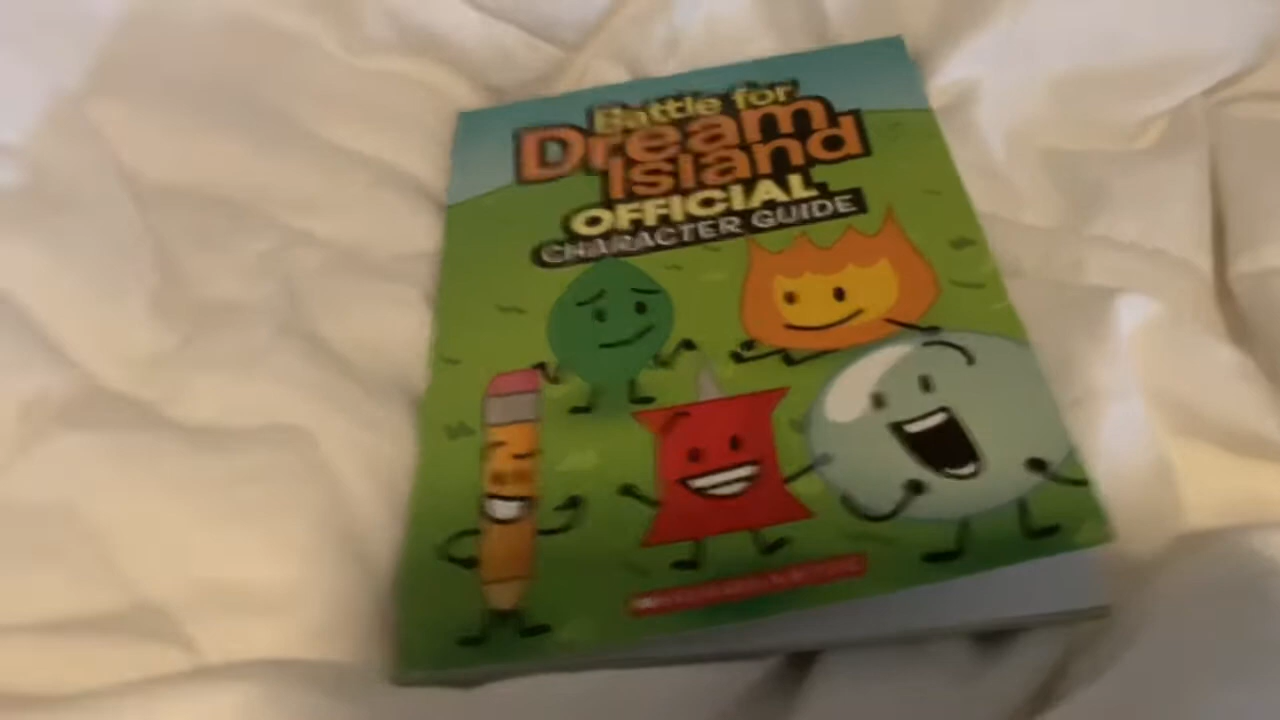 Battle for
Dream
Island
OFFICIAL
CHARACTER GUIDE